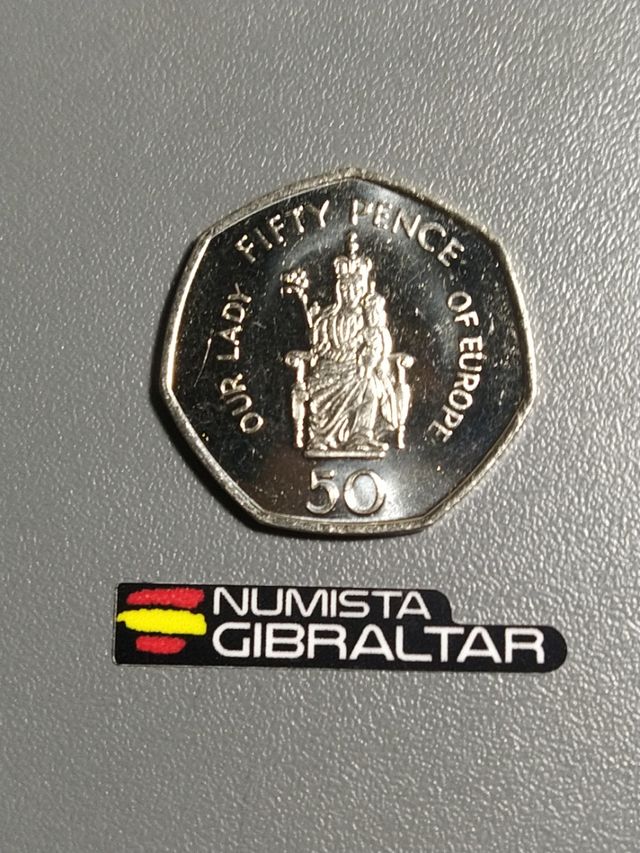 FIFTY PENCE
OUR LADY OF EUROPE
50
NUMISTA
GIBRALTAR